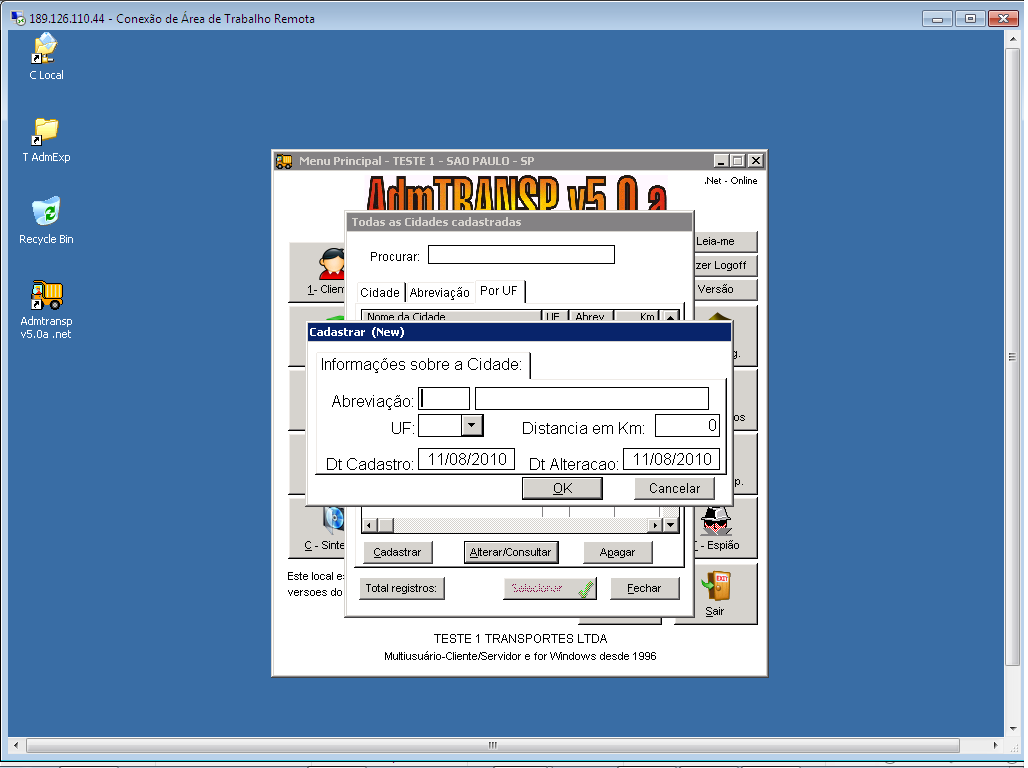 189.126.110.44 - Conexão de Área de Trabalho Remota
C Local
T AdmExp
Recycle Bin
Admtransp
v5.0a .net
Menu Principal - TESTE 1 - SAO PAULO - SP
AdmTRANSP v5.0.a
.Net - Online
Todas as Cidades cadastradas
Leia-me
zer Logoff
Versão
Procurar:
1- Clien
Cidade
Abreviação
Por UF
Nome da Cidade
UF
Abrev
Km
Cadastrar (New)
Informações sobre a Cidade:
Abreviação:
UF:
Distancia em Km:
0
Dt Cadastro:
11/08/2010
Dt Alteracao:
11/08/2010
OK
Cancelar
g.
os
p.
C - Sinte
- Espião
Cadastrar
Alterar/Consultar
Apagar
Este local e
versoes do
Total registros:
Selecionar
Fechar
EXIT
Sair
TESTE 1 TRANSPORTES LTDA
Multiusuário-Cliente/Servidor e for Windows desde 1996